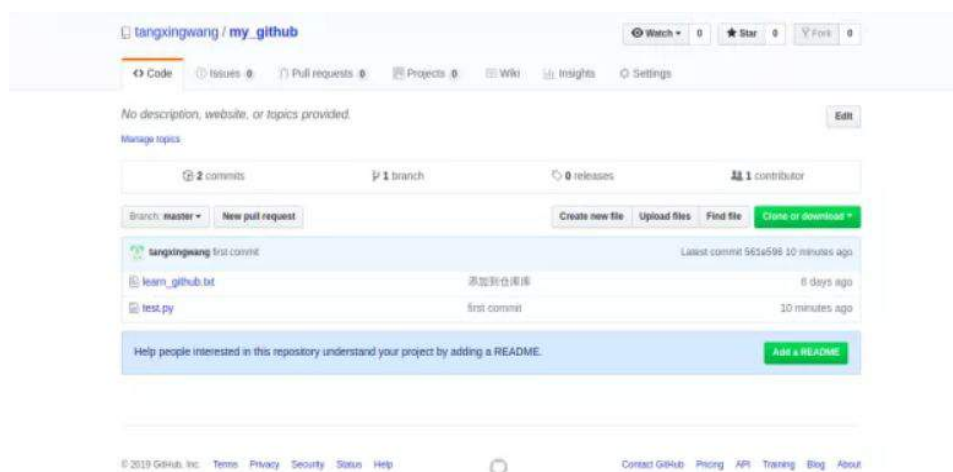 tangxingwang / my_github
Watch 0 Star 0 Fork 0
Code Issues 0 Pull requests 0 Projects 0 Wiki Insights Settings
No description, website, or topics provided. Edit
Manage topics
2 commits 1 branch 0 releases 1 contributor
Branch: master New pull request Create new file Upload files Find file Clone or download
tangxingwang first commit Latest commit 561e596 10 minutes ago
learn_github.txt 添加到仓库库 6 days ago
test.py first commit 10 minutes ago
Help people interested in this repository understand your project by adding a README. Add a README
© 2019 GitHub, Inc. Terms Privacy Security Status Help Contact GitHub Pricing API Training Blog About